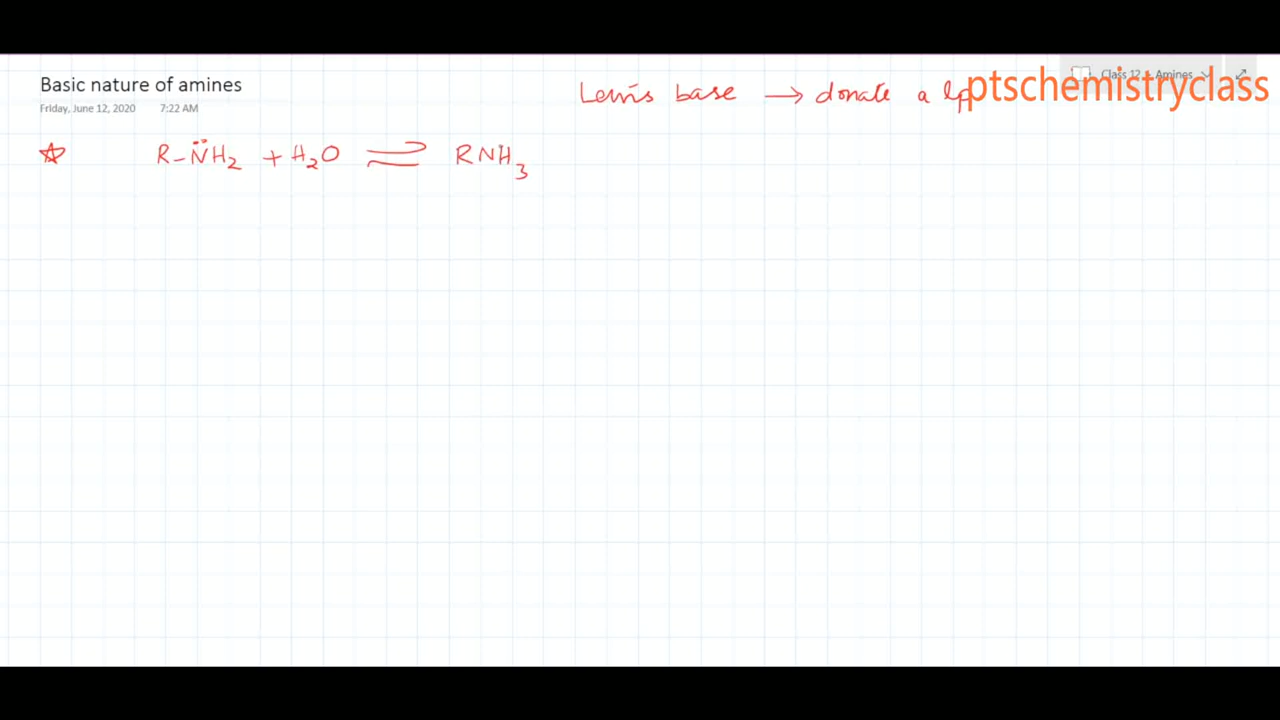 Basic nature of amines
Friday, June 12, 2020 7:22 AM
Class 12 - Amines
ptschemistryclass
Lewis base → donate a lp
☆ R-N̈H₂ + H₂O ⇌ RNH₃